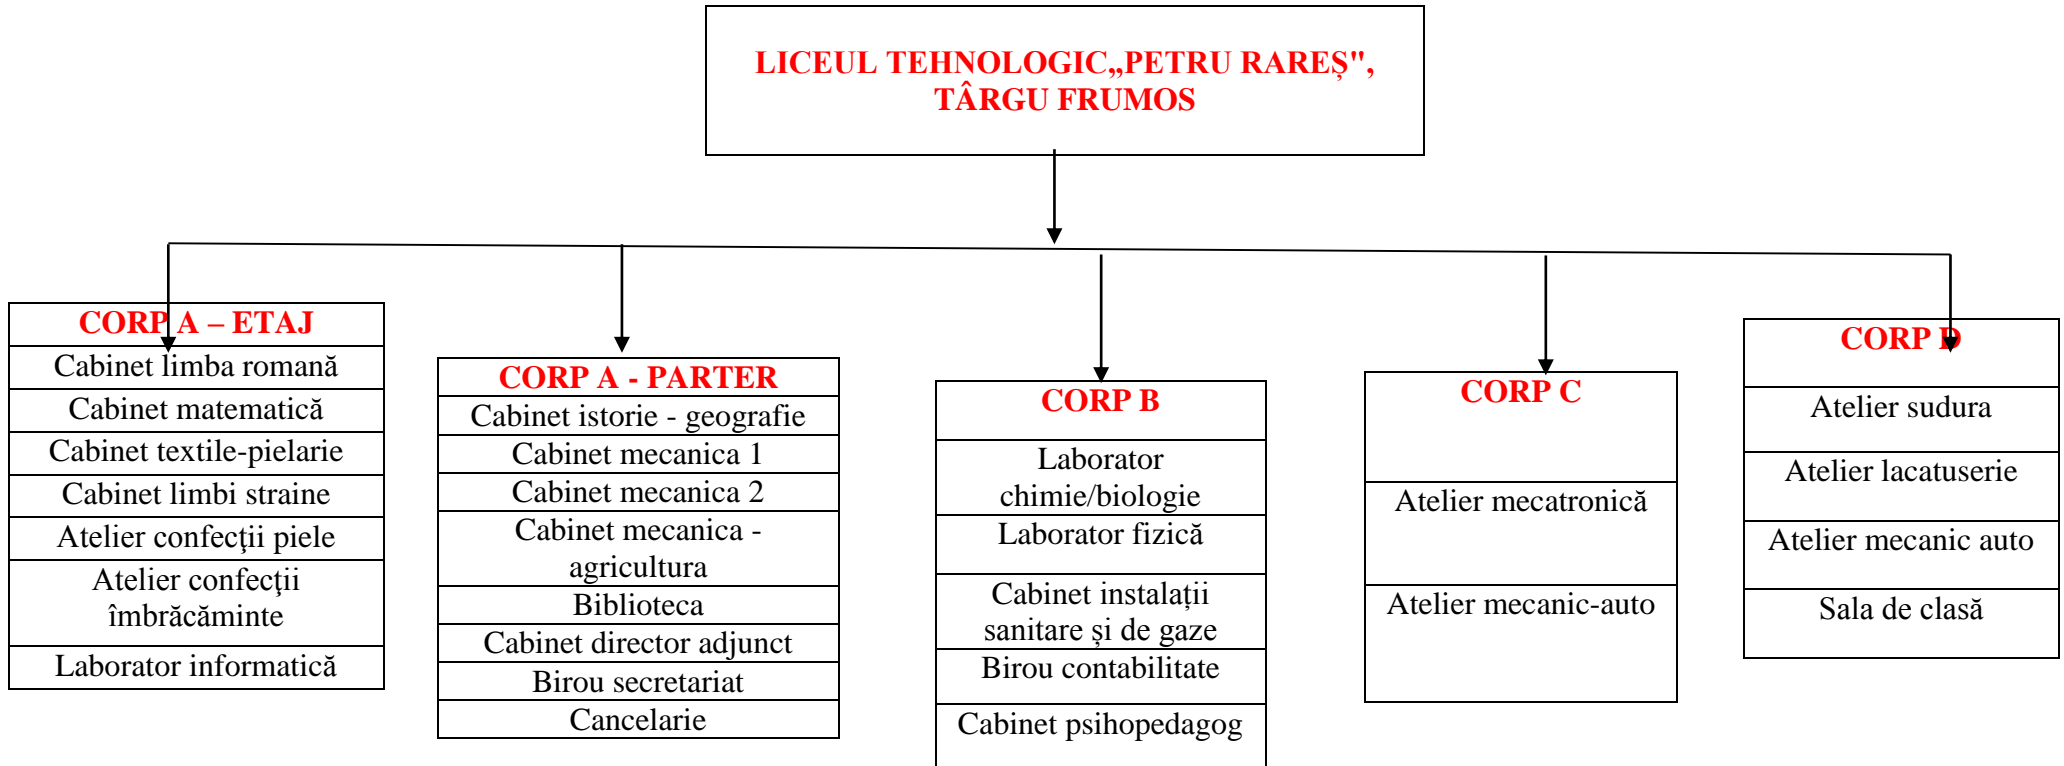 LICEUL TEHNOLOGIC„PETRU RAREȘ",
TÂRGU FRUMOS
CORP A – ETAJ
Cabinet limba romană
Cabinet matematică
Cabinet textile-pielarie
Cabinet limbi straine
Atelier confecţii piele
Atelier confecţii
îmbrăcăminte
Laborator informatică
CORP A - PARTER
Cabinet istorie - geografie
Cabinet mecanica 1
Cabinet mecanica 2
Cabinet mecanica -
agricultura
Biblioteca
Cabinet director adjunct
Birou secretariat
Cancelarie
CORP B
Laborator
chimie/biologie
Laborator fizică
Cabinet instalații
sanitare și de gaze
Birou contabilitate
Cabinet psihopedagog
CORP C
Atelier mecatronică
Atelier mecanic-auto
CORP D
Atelier sudura
Atelier lacatuserie
Atelier mecanic auto
Sala de clasă